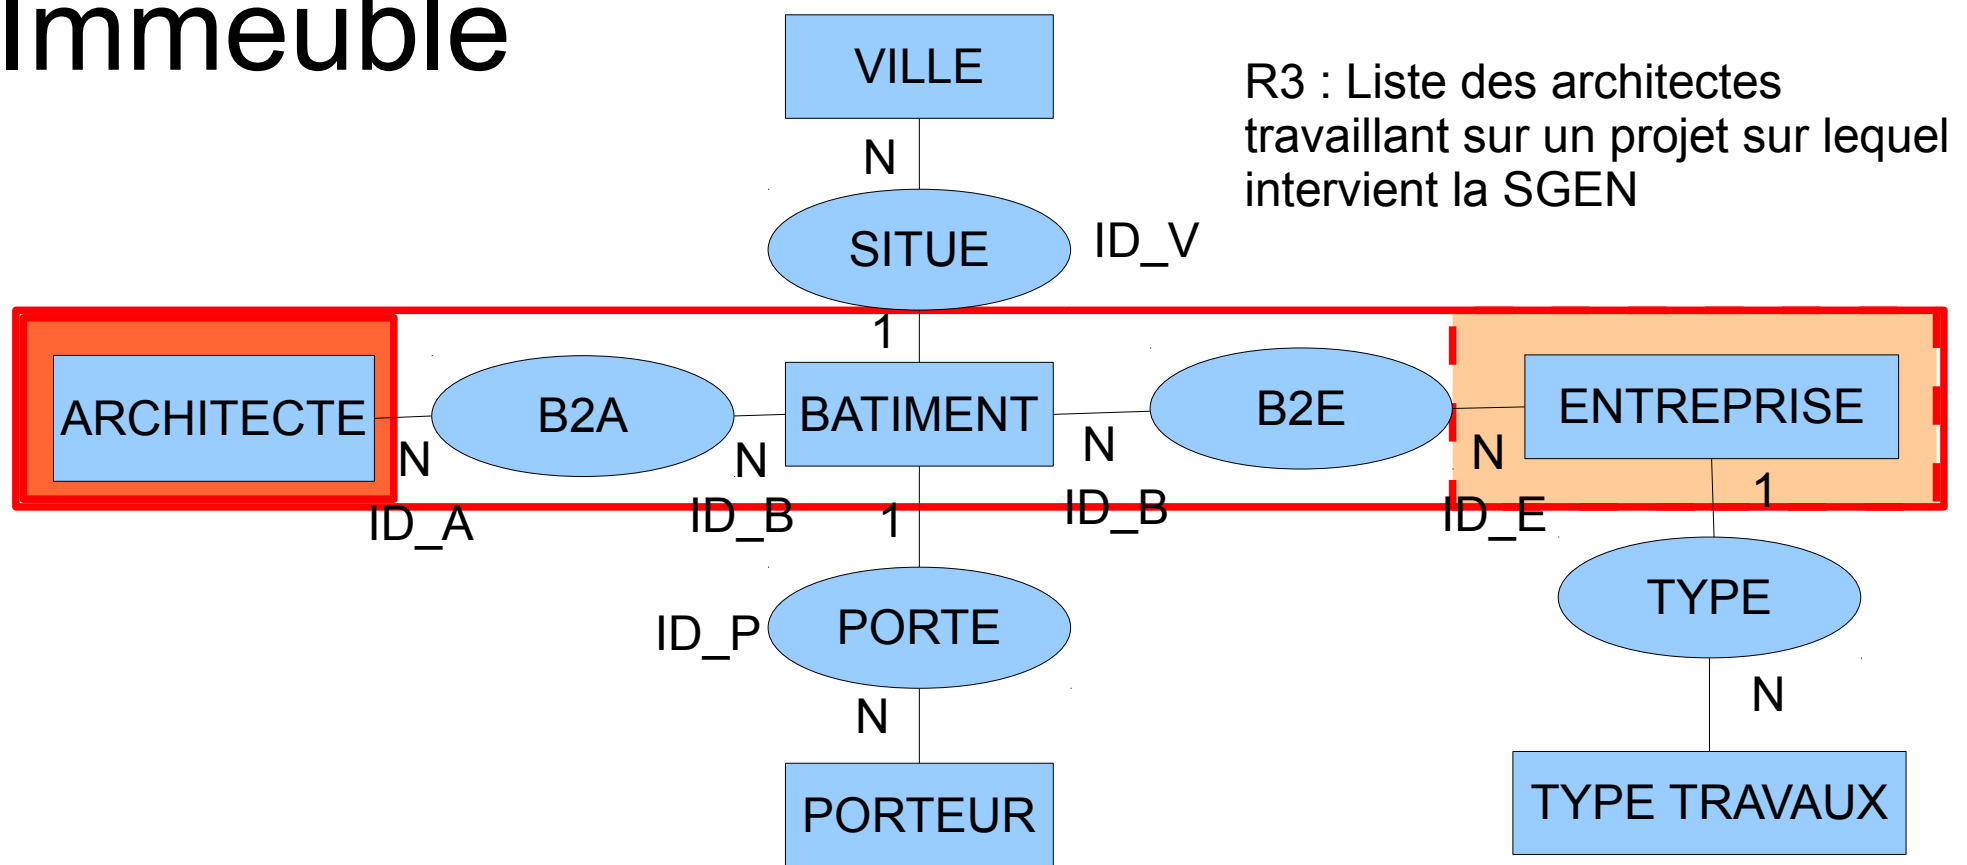 Immeuble
VILLE
R3 : Liste des architectes
travaillant sur un projet sur lequel
intervient la SGEN
N
SITUE
ID_V
1
ARCHITECTE
B2A
BATIMENT
B2E
ENTREPRISE
N
N
N
N
ID_A
ID_B
1
ID_B
ID_E
1
ID_P
PORTE
TYPE
N
N
PORTEUR
TYPE TRAVAUX